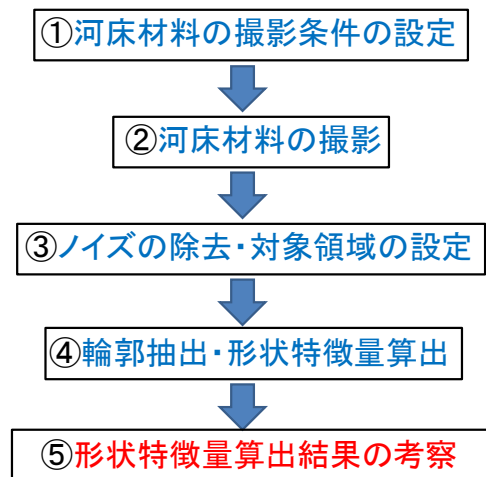 ①河床材料の撮影条件の設定
②河床材料の撮影
③ノイズの除去・対象領域の設定
④輪郭抽出・形状特徴量算出
⑤形状特徴量算出結果の考察